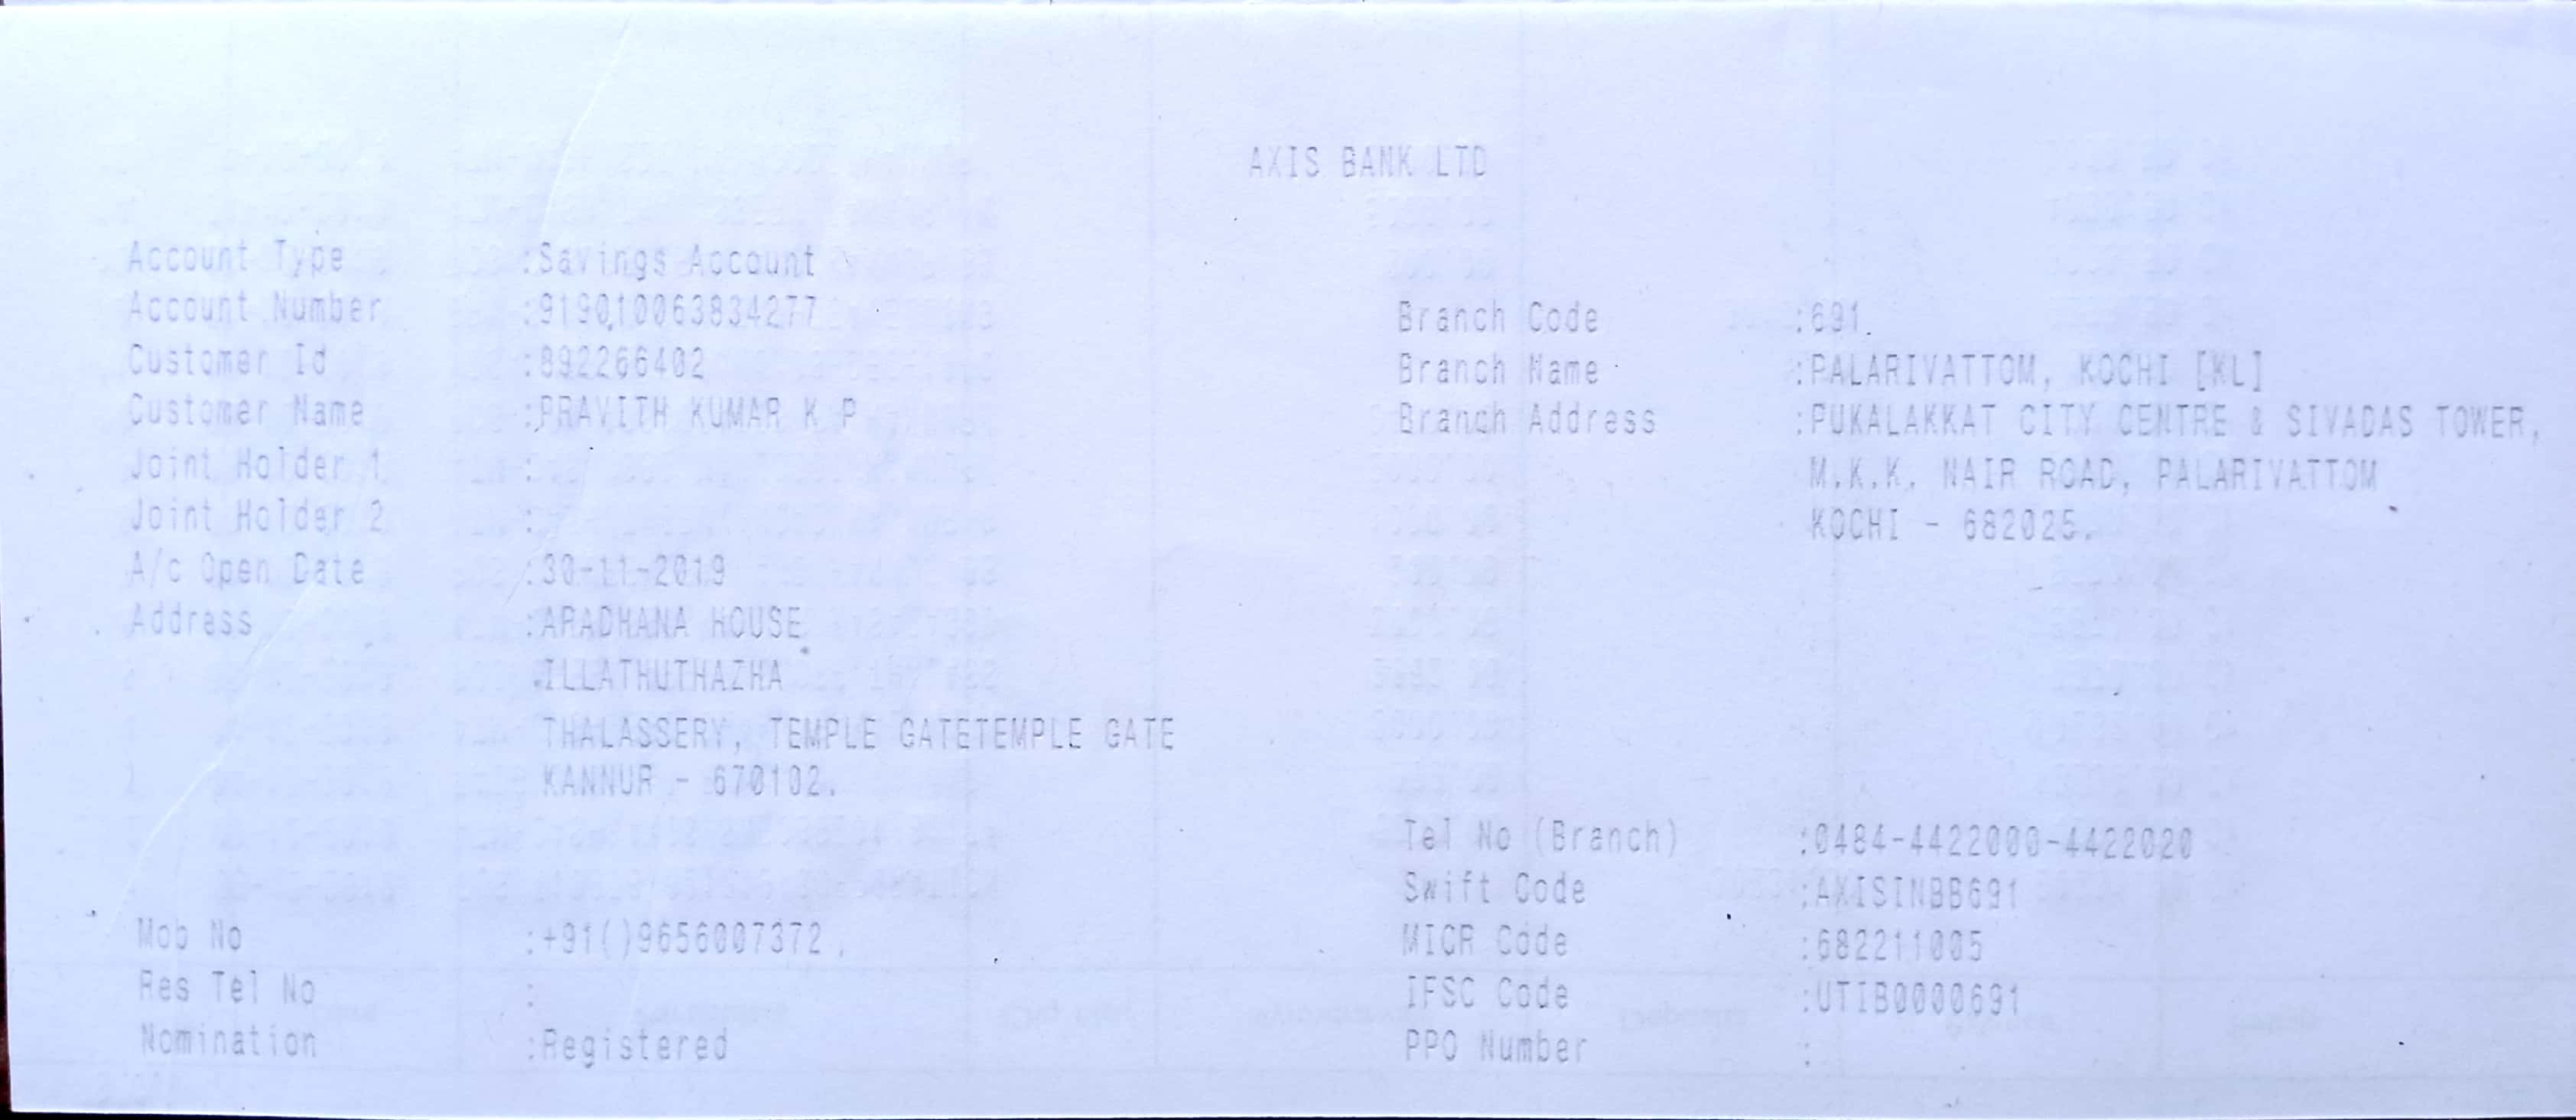 AXIS BANK LTD
Account Type :Savings Account
Account Number :919010063834277
Customer Id :892266402
Customer Name :PRAVITH KUMAR K P
Joint Holder 1 :
Joint Holder 2 :
A/c Open Date :30-11-2019
Address :ARADHANA HOUSE
ILLATHUTHAZHA
THALASSERY, TEMPLE GATETEMPLE GATE
KANNUR - 670102.
Mob No :+91()9656007372,
Res Tel No :
Nomination :Registered
Branch Code :691
Branch Name :PALARIVATTOM, KOCHI [KL]
Branch Address :PUKALAKKAT CITY CENTRE & SIVADAS TOWER,
M.K.K. NAIR ROAD, PALARIVATTOM
KOCHI - 682025.
Tel No (Branch) :0484-4422000-4422020
Swift Code :AXISINBB691
MICR Code :682211005
IFSC Code :UTIB0000691
PPO Number :